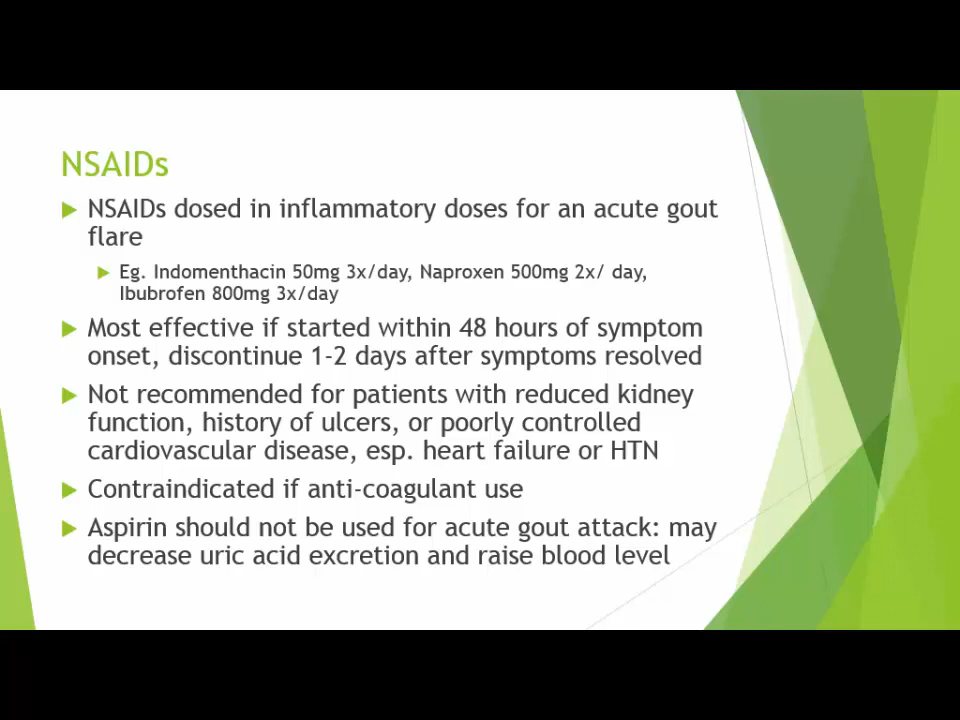 NSAIDs
NSAIDs dosed in inflammatory doses for an acute gout
flare
Eg. Indomenthacin 50mg 3x/day, Naproxen 500mg 2x/ day,
Ibubrofen 800mg 3x/day
Most effective if started within 48 hours of symptom
onset, discontinue 1-2 days after symptoms resolved
Not recommended for patients with reduced kidney
function, history of ulcers, or poorly controlled
cardiovascular disease, esp. heart failure or HTN
Contraindicated if anti-coagulant use
Aspirin should not be used for acute gout attack: may
decrease uric acid excretion and raise blood level